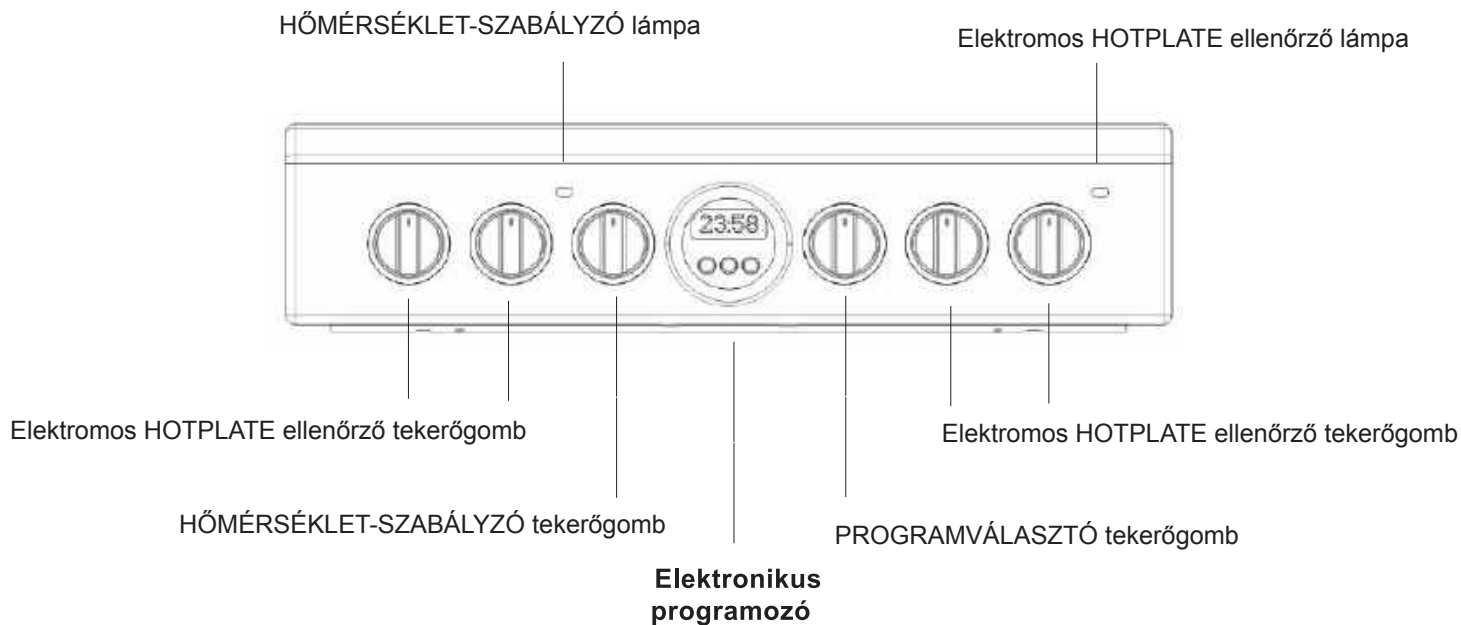 HŐMÉRSÉKLET-SZABÁLYZÓ lámpa
Elektromos HOTPLATE ellenőrző lámpa
23:58
Elektromos HOTPLATE ellenőrző tekerőgomb
Elektromos HOTPLATE ellenőrző tekerőgomb
HŐMÉRSÉKLET-SZABÁLYZÓ tekerőgomb
PROGRAMVÁLASZTÓ tekerőgomb
Elektronikus
programozó